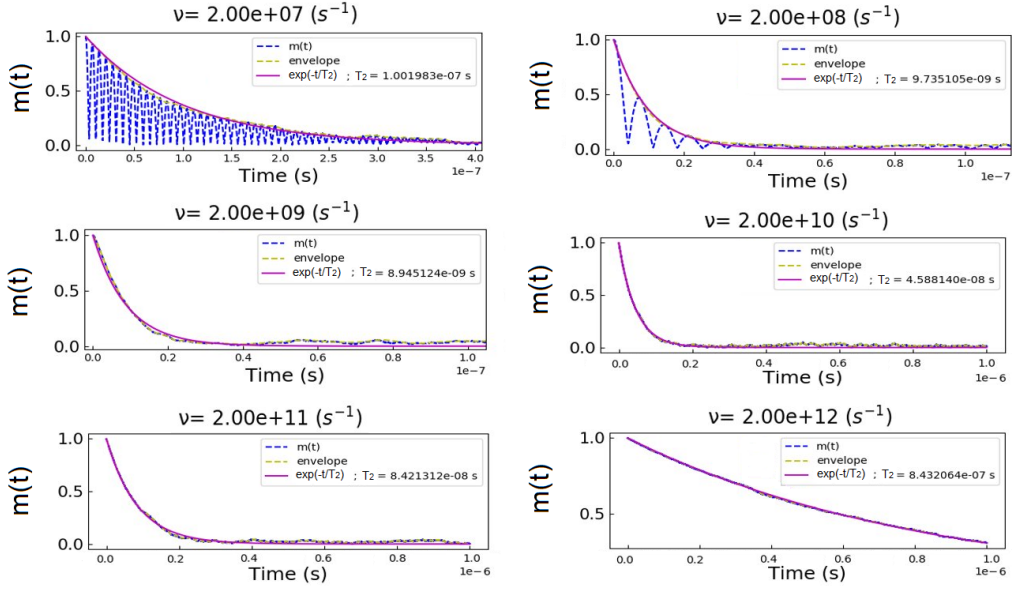 ν= 2.00e+07 (s⁻¹)
m(t)
1.0
0.5
0.0
m(t)
envelope
exp(-t/T₂) ; T₂ = 1.001983e-07 s
0.0 0.5 1.0 1.5 2.0 2.5 3.0 3.5 4.0
1e-7
Time (s)
ν= 2.00e+08 (s⁻¹)
m(t)
1.0
0.5
0.0
m(t)
envelope
exp(-t/T₂) ; T₂ = 9.735105e-09 s
0.0 0.2 0.4 0.6 0.8 1.0
1e-7
Time (s)
ν= 2.00e+09 (s⁻¹)
m(t)
1.0
0.5
0.0
m(t)
envelope
exp(-t/T₂) ; T₂ = 8.945124e-09 s
0.0 0.2 0.4 0.6 0.8 1.0
1e-7
Time (s)
ν= 2.00e+10 (s⁻¹)
m(t)
1.0
0.5
0.0
m(t)
envelope
exp(-t/T₂) ; T₂ = 4.588140e-08 s
0.0 0.2 0.4 0.6 0.8 1.0
1e-6
Time (s)
ν= 2.00e+11 (s⁻¹)
m(t)
1.0
0.5
0.0
m(t)
envelope
exp(-t/T₂) ; T₂ = 8.421312e-08 s
0.0 0.2 0.4 0.6 0.8 1.0
1e-6
Time (s)
ν= 2.00e+12 (s⁻¹)
m(t)
1.0
0.5
m(t)
envelope
exp(-t/T₂) ; T₂ = 8.432064e-07 s
0.0 0.2 0.4 0.6 0.8 1.0
1e-6
Time (s)